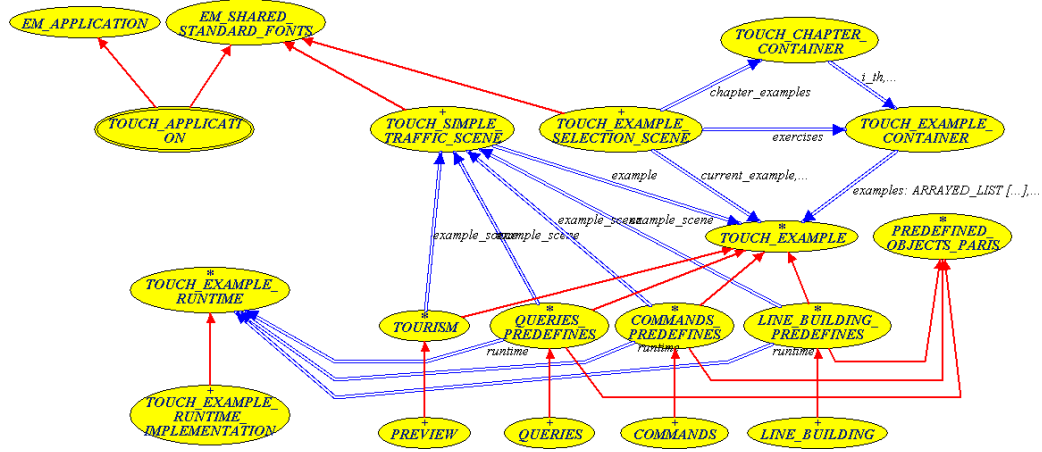 EM_APPLICATION
EM_SHARED_
STANDARD_FONTS
TOUCH_CHAPTER_
CONTAINER
i_th,...
chapter_examples
TOUCH_APPLICATI
ON
+
TOUCH_SIMPLE_
TRAFFIC_SCENE
+
TOUCH_EXAMPLE_
SELECTION_SCENE
exercises
TOUCH_EXAMPLE_
CONTAINER
example
current_example,...
examples: ARRAYED_LIST [...],...
example_scene
example_scene
example_scene
example_scene
*
TOUCH_EXAMPLE
*
PREDEFINED_
OBJECTS_PARIS
*
TOUCH_EXAMPLE_
RUNTIME
*
TOURISM
*
QUERIES_
PREDEFINES
*
COMMANDS_
PREDEFINES
*
LINE_BUILDING_
PREDEFINES
runtime
runtime
runtime
+
TOUCH_EXAMPLE_
RUNTIME_
IMPLEMENTATION
+
PREVIEW
+
QUERIES
+
COMMANDS
+
LINE_BUILDING